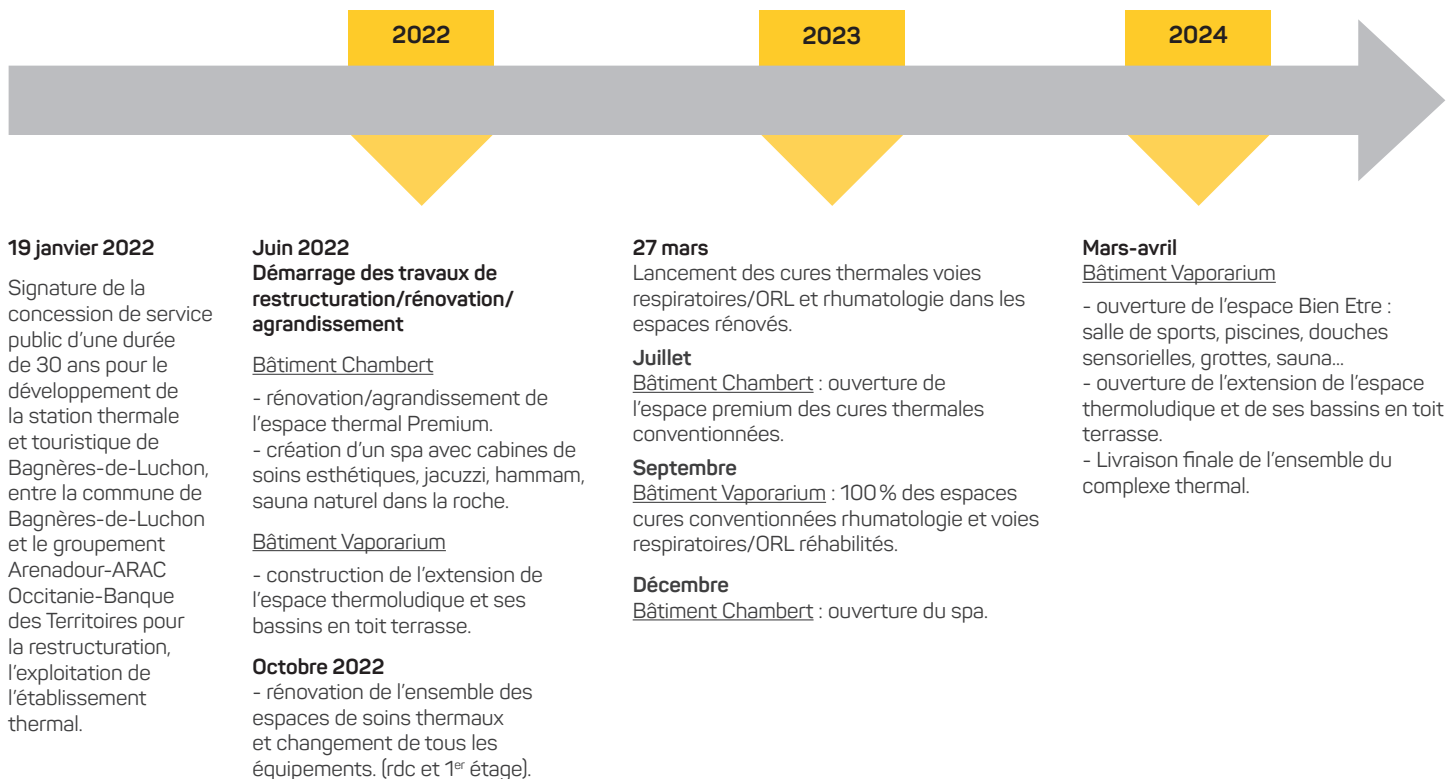 2022
2023
2024
19 janvier 2022
Signature de la
concession de service
public d'une durée
de 30 ans pour le
développement de
la station thermale
et touristique de
Bagnères-de-Luchon,
entre la commune de
Bagnères-de-Luchon
et le groupement
Arenadour-ARAC
Occitanie-Banque
des Territoires pour
la restructuration,
l'exploitation de
l'établissement
thermal.
Juin 2022
Démarrage des travaux de
restructuration/rénovation/
agrandissement
Bâtiment Chambert
- rénovation/agrandissement de
l'espace thermal Premium.
- création d'un spa avec cabines de
soins esthétiques, jacuzzi, hammam,
sauna naturel dans la roche.
Bâtiment Vaporarium
- construction de l'extension de
l'espace thermoludique et ses
bassins en toit terrasse.
Octobre 2022
- rénovation de l'ensemble des
espaces de soins thermaux
et changement de tous les
équipements. (rdc et 1er étage).
27 mars
Lancement des cures thermales voies
respiratoires/ORL et rhumatologie dans les
espaces rénovés.
Juillet
Bâtiment Chambert : ouverture de
l'espace premium des cures thermales
conventionnées.
Septembre
Bâtiment Vaporarium : 100 % des espaces
cures conventionnées rhumatologie et voies
respiratoires/ORL réhabilités.
Décembre
Bâtiment Chambert : ouverture du spa.
Mars-avril
Bâtiment Vaporarium
- ouverture de l'espace Bien Etre :
salle de sports, piscines, douches
sensorielles, grottes, sauna…
- ouverture de l'extension de l'espace
thermoludique et de ses bassins en toit
terrasse.
- Livraison finale de l'ensemble du
complexe thermal.